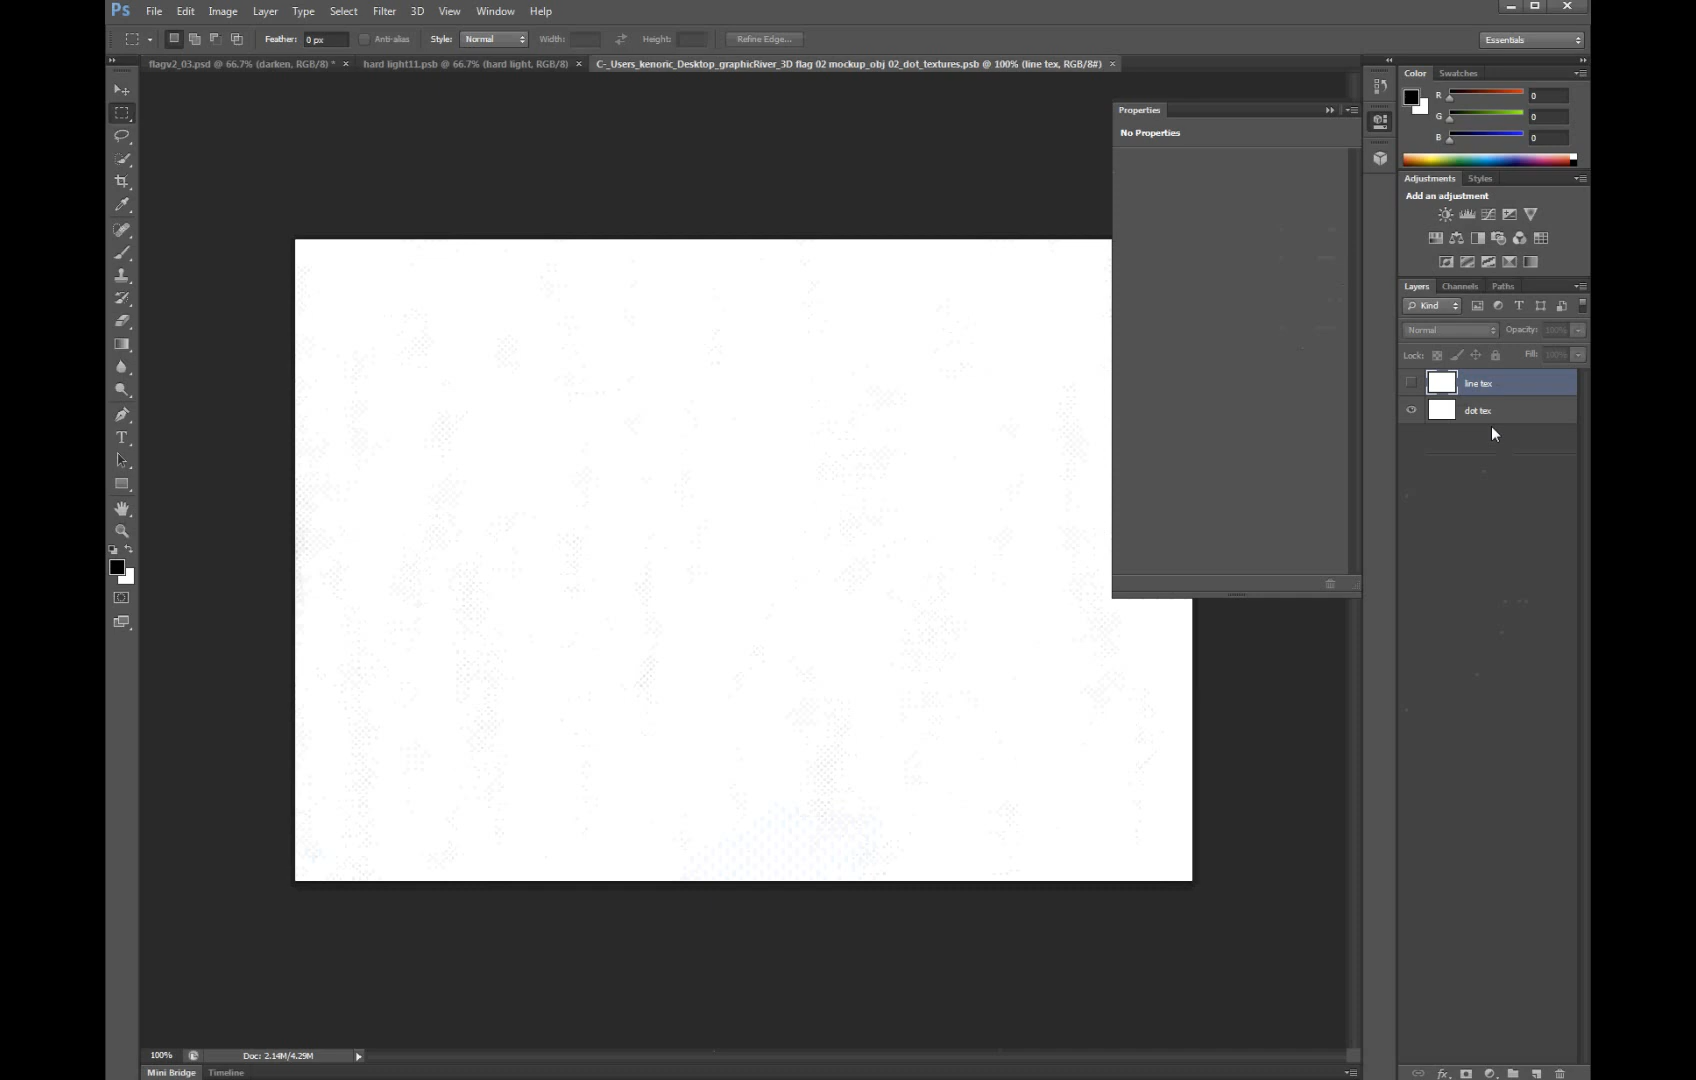 Ps File Edit Image Layer Type Select Filter 3D View Window Help
Feather: 0 px Anti-alias Style: Normal Width: Height: Refine Edge... Essentials
flagv2_03.psd @ 66.7% (darken, RGB/8) * × hard light11.psb @ 66.7% (hard light, RGB/8) × C-_Users_kenoric_Desktop_graphicRiver_3D flag 02 mockup_obj 02_dot_textures.psb @ 100% (line tex, RGB/8#) ×
Color Swatches
R 0
G 0
B 0
Properties
No Properties
Adjustments Styles
Add an adjustment
Layers Channels Paths
Kind
Normal Opacity: 100%
Lock: Fill: 100%
line tex
dot tex
T
100% Doc: 2.14M/4.29M
Mini Bridge Timeline